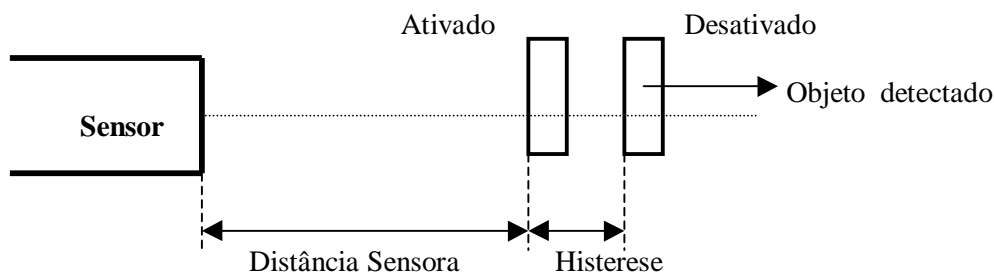 Ativado
Desativado
Objeto detectado
Sensor
Distância Sensora
Histerese